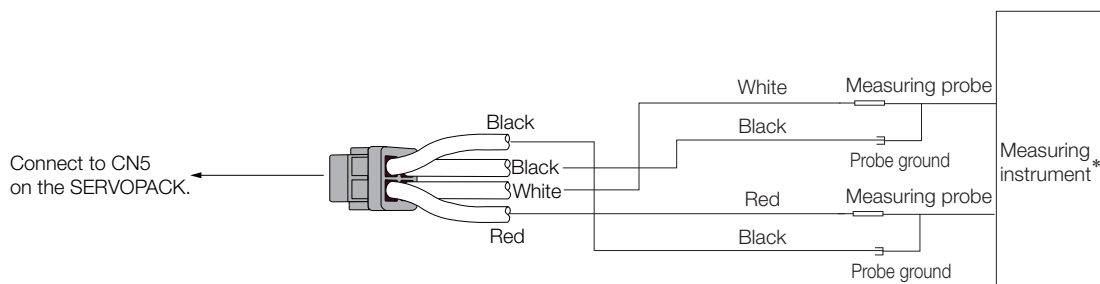 Connect to CN5
on the SERVOPACK.
Black
Black
White
Red
White
Black
Red
Black
Measuring probe
Probe ground
Measuring probe
Probe ground
Measuring
instrument*